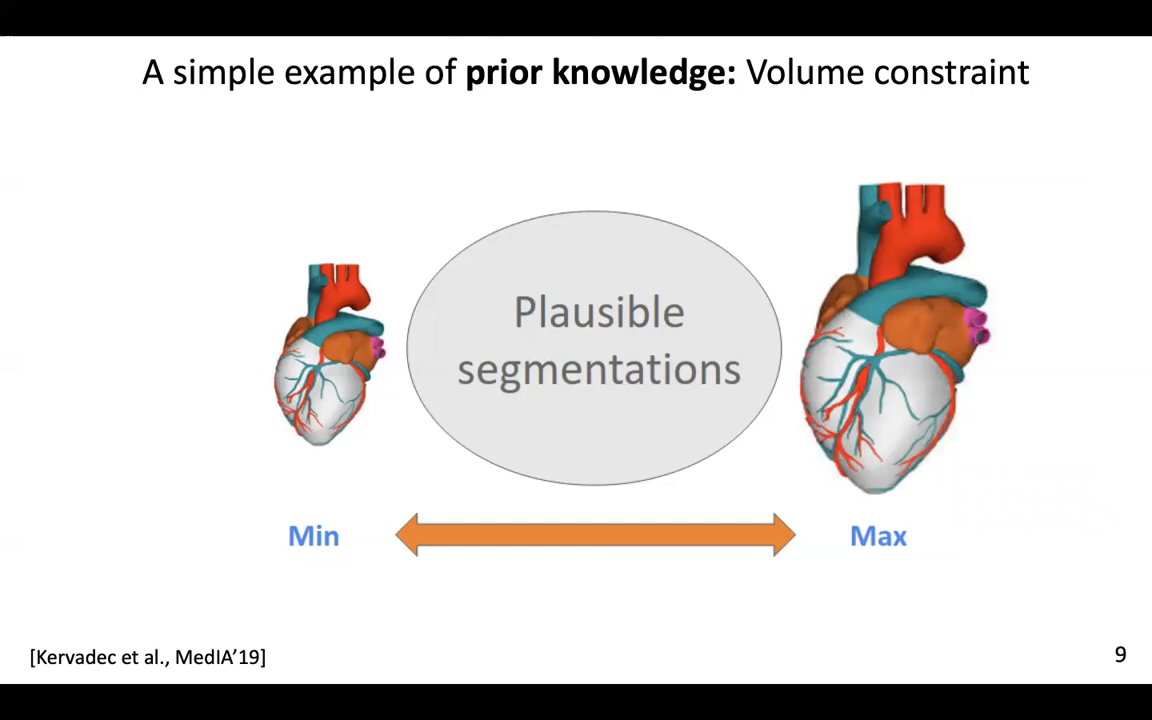 A simple example of prior knowledge: Volume constraint
Plausible
segmentations
Min
Max
[Kervadec et al., MedIA’19]
9